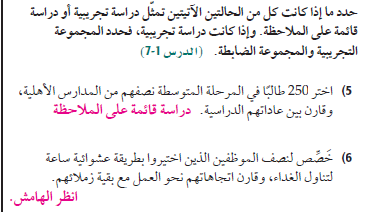 حدد ما إذا كانت كل من الحالتين الآتيتين تمثّل دراسة تجريبية أو دراسة
قائمة على الملاحظة. وإذا كانت دراسة تجريبية، فحدد المجموعة
التجريبية والمجموعة الضابطة. (الدرس 1-7)
5) اختر 250 طالبًا في المرحلة المتوسطة نصفهم من المدارس الأهلية،
وقارن بين عاداتهم الدراسية. دراسة قائمة على الملاحظة
6) خَصِّص لنصف الموظفين الذين اختيروا بطريقة عشوائية ساعة
لتناول الغداء، وقارن اتجاهاتهم نحو العمل مع بقية زملائهم.
انظر الهامش.